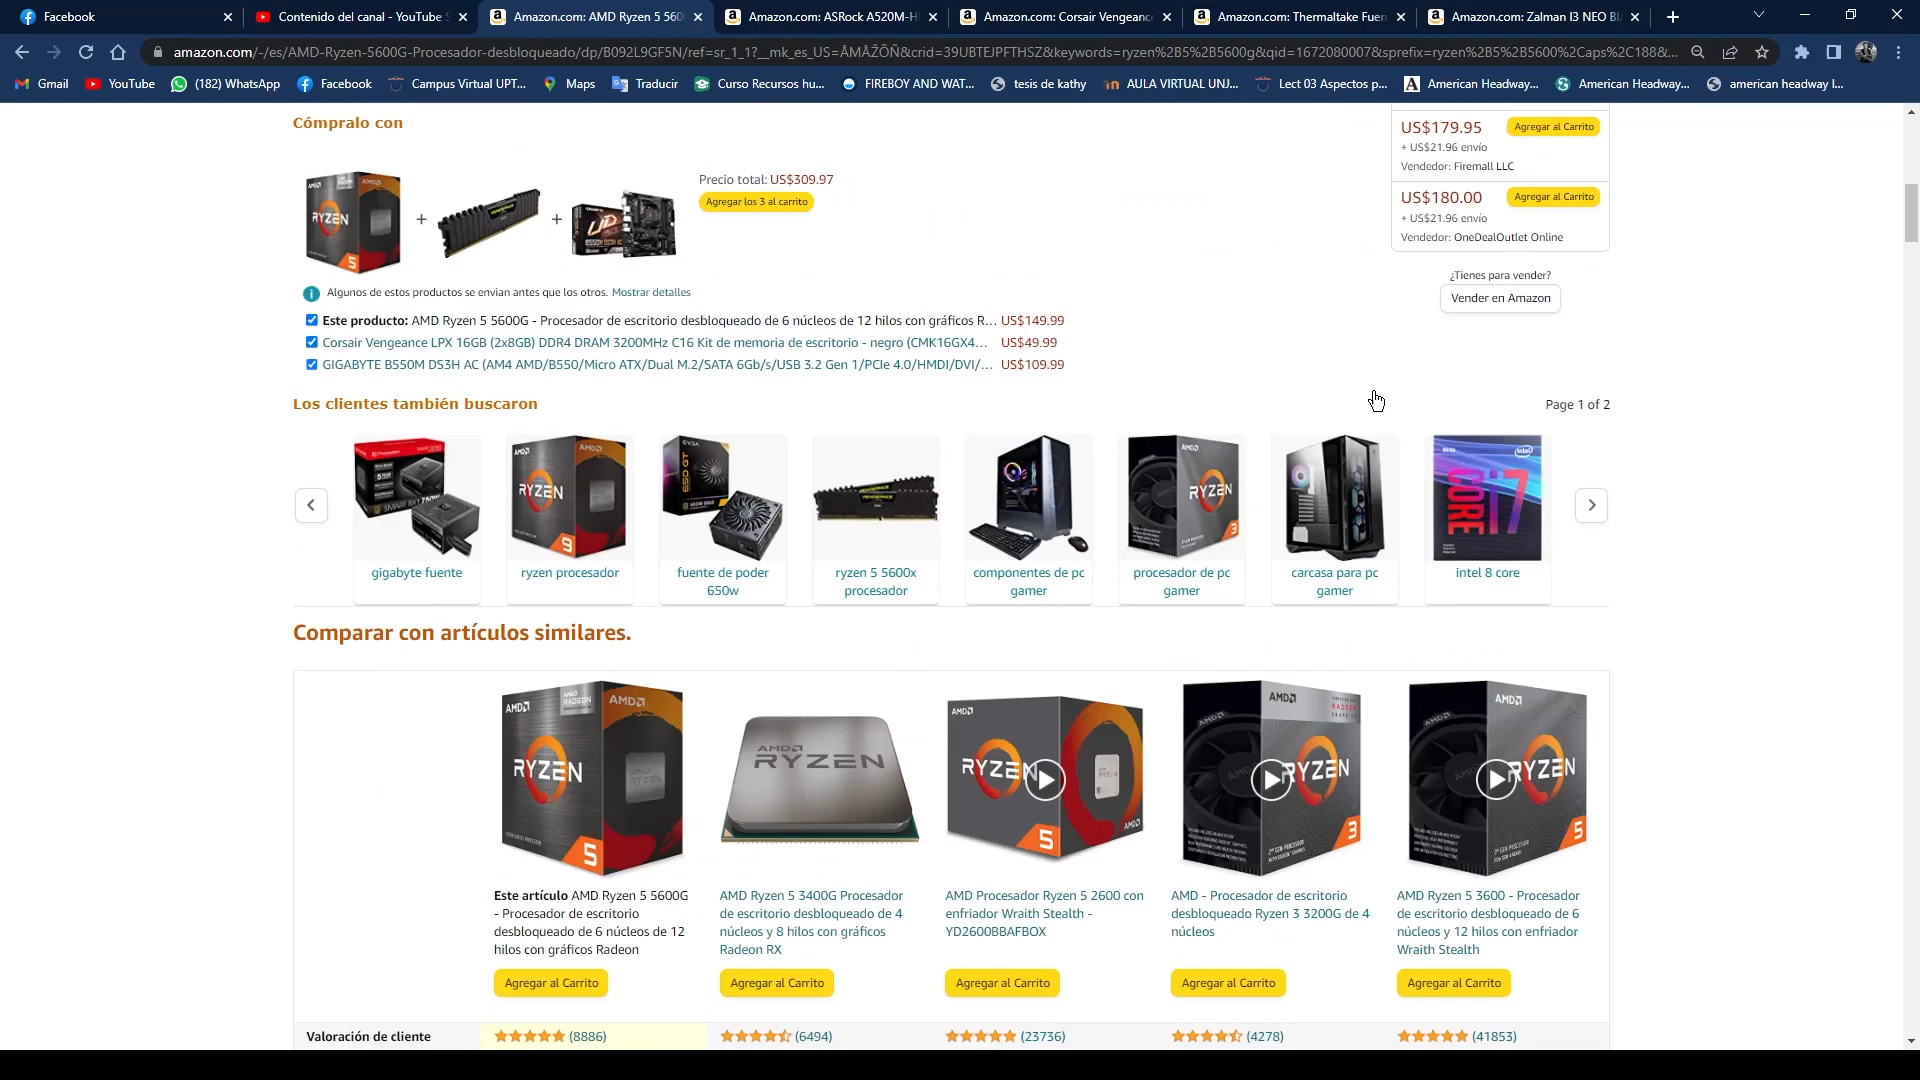 Facebook
Contenido del canal - YouTube S
Amazon.com: AMD Ryzen 5 560
Amazon.com: ASRock A520M-H
Amazon.com: Corsair Vengeanc
Amazon.com: Thermaltake Fuen
Amazon.com: Zalman I3 NEO Bl
amazon.com/-/es/AMD-Ryzen-5600G-Procesador-desbloqueado/dp/B092L9GF5N/ref=sr_1_1?__mk_es_US=ÅMÅŽÕÑ&crid=39UBTEJPFTHSZ&keywords=ryzen%2B5%2B5600g&qid=1672080007&sprefix=ryzen%2B5%2B5600%2Caps%2C188&...
Gmail
YouTube
(182) WhatsApp
Facebook
Campus Virtual UPT...
Maps
Traducir
Curso Recursos hu...
FIREBOY AND WAT...
tesis de kathy
AULA VIRTUAL UNJ...
Lect 03 Aspectos p...
American Headway...
American Headway...
american headway l...
Cómpralo con
US$179.95
Agregar al Carrito
+ US$21.96 envío
Vendedor: Firemall LLC
US$180.00
Agregar al Carrito
+ US$21.96 envío
Vendedor: OneDealOutlet Online
¿Tienes para vender?
Vender en Amazon
Precio total: US$309.97
Agregar los 3 al carrito
Algunos de estos productos se envían antes que los otros. Mostrar detalles
Este producto: AMD Ryzen 5 5600G - Procesador de escritorio desbloqueado de 6 núcleos de 12 hilos con gráficos R... US$149.99
Corsair Vengeance LPX 16GB (2x8GB) DDR4 DRAM 3200MHz C16 Kit de memoria de escritorio - negro (CMK16GX4... US$49.99
GIGABYTE B550M DS3H AC (AM4 AMD/B550/Micro ATX/Dual M.2/SATA 6Gb/s/USB 3.2 Gen 1/PCIe 4.0/HMDI/DVI/... US$109.99
Los clientes también buscaron
Page 1 of 2
gigabyte fuente
ryzen procesador
fuente de poder
650w
ryzen 5 5600x
procesador
componentes de pc
gamer
procesador de pc
gamer
carcasa para pc
gamer
intel 8 core
Comparar con artículos similares.
AMD
RYZEN
5
AMD
RYZEN
AMD
RYZEN
5
AMD
RYZEN
3
AMD
RYZEN
5
Este artículo AMD Ryzen 5 5600G
- Procesador de escritorio
desbloqueado de 6 núcleos de 12
hilos con gráficos Radeon
AMD Ryzen 5 3400G Procesador
de escritorio desbloqueado de 4
núcleos y 8 hilos con gráficos
Radeon RX
AMD Procesador Ryzen 5 2600 con
enfriador Wraith Stealth -
YD2600BBAFBOX
AMD - Procesador de escritorio
desbloqueado Ryzen 3 3200G de 4
núcleos
AMD Ryzen 5 3600 - Procesador
de escritorio desbloqueado de 6
núcleos y 12 hilos con enfriador
Wraith Stealth
Agregar al Carrito
Agregar al Carrito
Agregar al Carrito
Agregar al Carrito
Agregar al Carrito
Valoración de cliente
(8886)
(6494)
(23736)
(4278)
(41853)